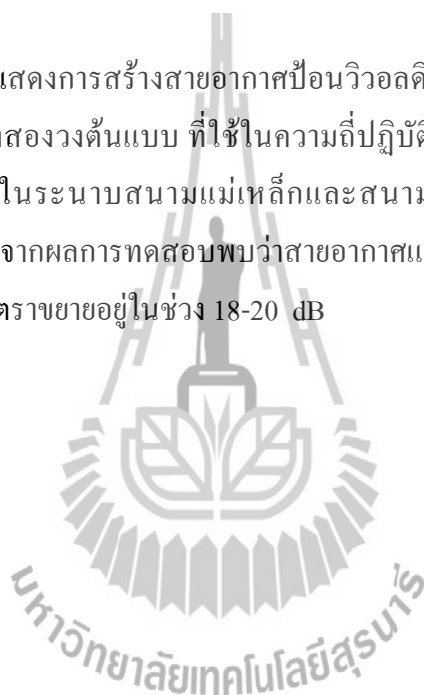 แสดงการสร้างสายอากาศป้อนวิวอลดิ
สองวงต้นแบบ ที่ใช้ในความถี่ปฏิบัติ
ในระนาบสนามแม่เหล็กและสนาม
จากผลการทดสอบพบว่าสายอากาศแ
ตราขยายอยู่ในช่วง 18-20 dB
มหาวิทยาลัยเทคโนโลยีสุรนารี